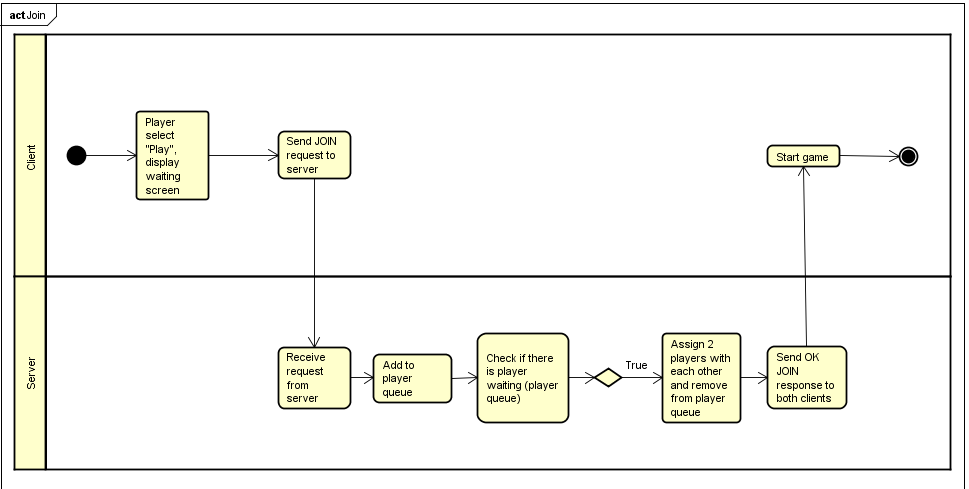 act Join
Client
Player
select
"Play",
display
waiting
screen
Send JOIN
request to
server
Start game
Server
Receive
request
from
server
Add to
player
queue
Check if there
is player
waiting (player
queue)
True
Assign 2
players with
each other
and remove
from player
queue
Send OK
JOIN
response to
both clients